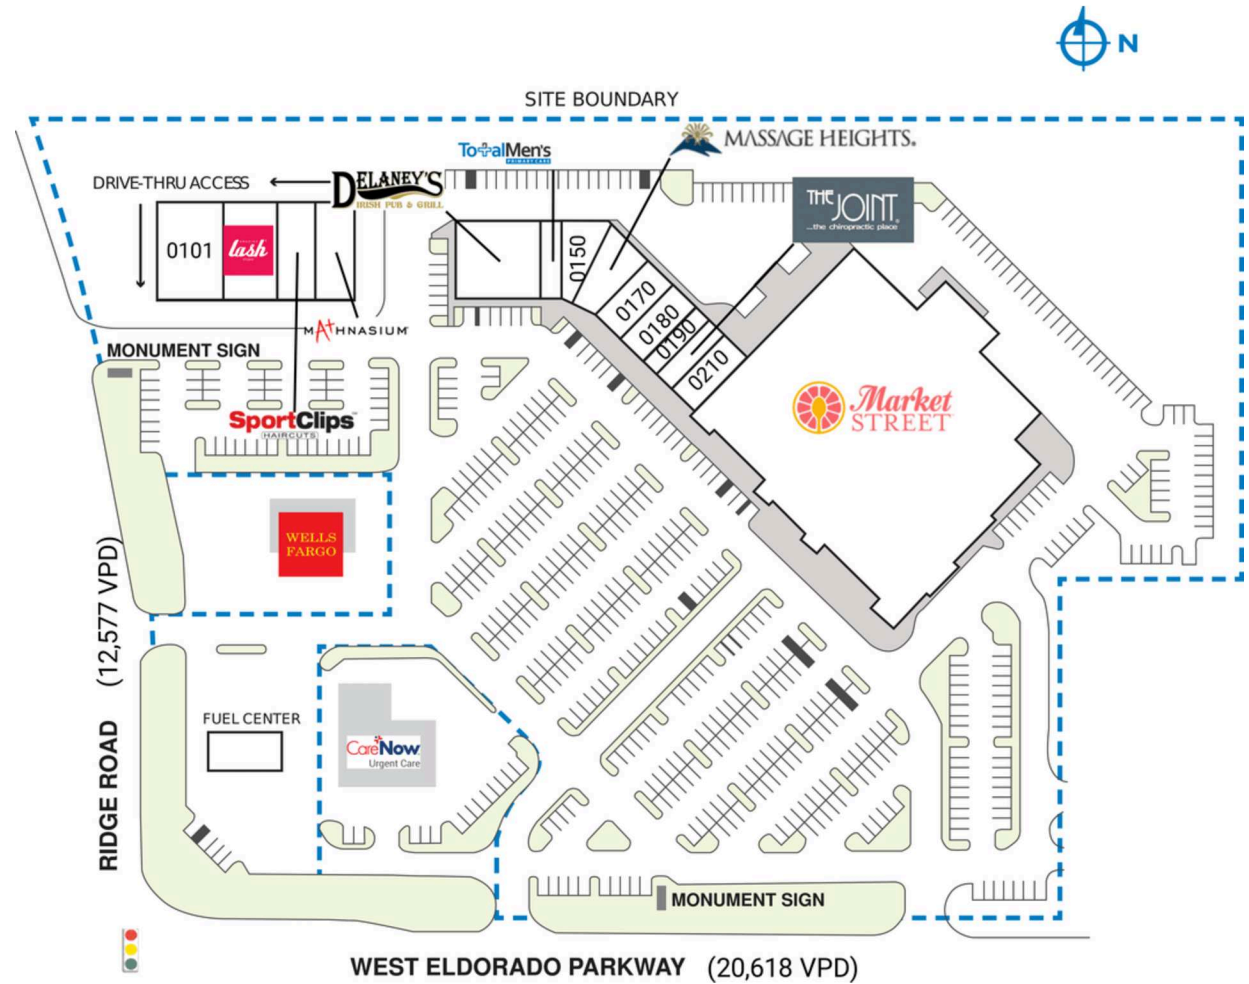 N
SITE BOUNDARY
MASSAGE HEIGHTS.
TotalMen's
PRIMARY CARE
DRIVE-THRU ACCESS
DELANEY'S
IRISH PUB & GRILL
THE JOINT
...the chiropractic place
0101
lash
0150
0170
0180
0190
0210
MATHNASIUM
MONUMENT SIGN
SportClips
HAIRCUTS
Market
STREET
WELLS
FARGO
RIDGE ROAD (12,577 VPD)
FUEL CENTER
CareNow
Urgent Care
MONUMENT SIGN
WEST ELDORADO PARKWAY (20,618 VPD)